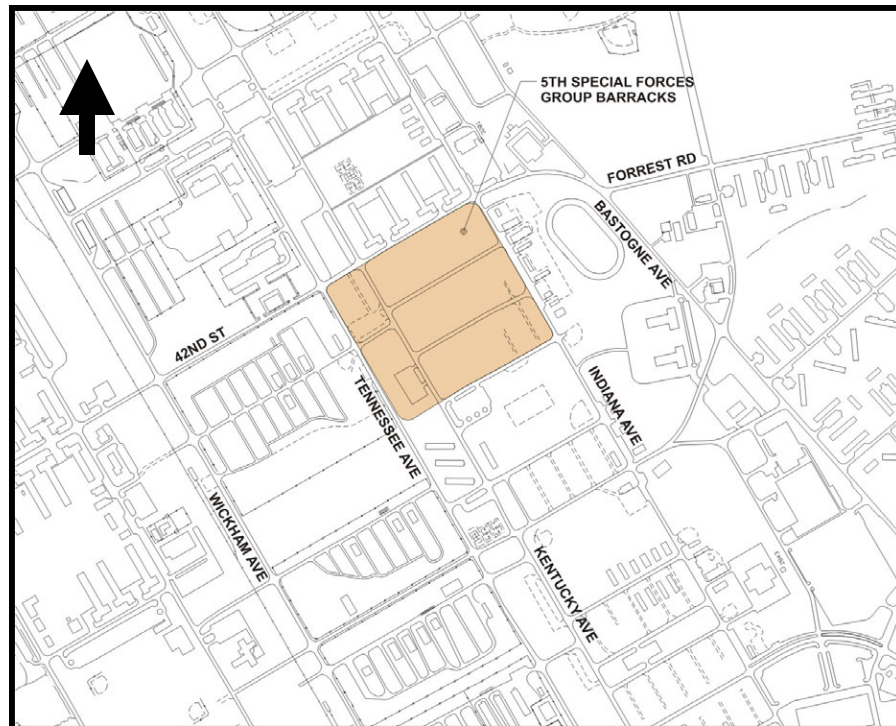 5TH SPECIAL FORCES
GROUP BARRACKS
FORREST RD
BASTOGNE AVE
42ND ST
TENNESSEE AVE
INDIANA AVE
WICKHAM AVE
KENTUCKY AVE